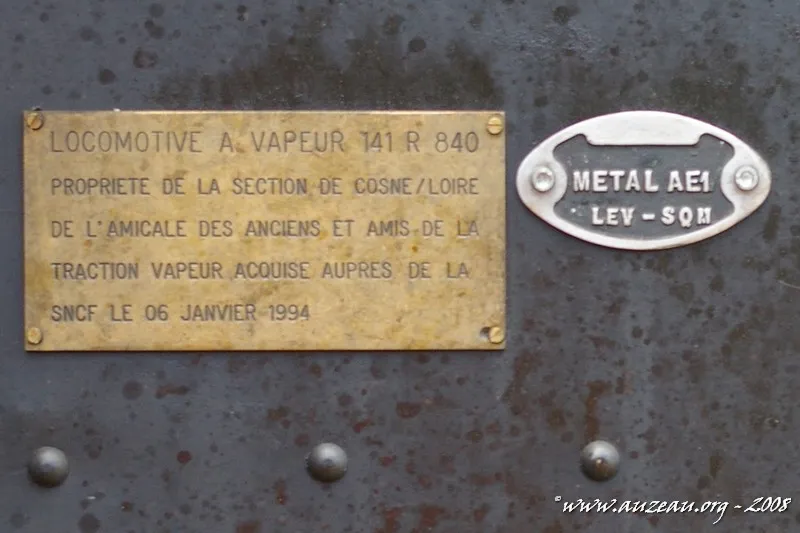 LOCOMOTIVE A VAPEUR 141 R 840
PROPRIETE DE LA SECTION DE COSNE/LOIRE
DE L'AMICALE DES ANCIENS ET AMIS DE LA
TRACTION VAPEUR ACQUISE AUPRES DE LA
SNCF LE 06 JANVIER 1994
METAL AE1
LEV - SQM
©www.auzeau.org - 2008